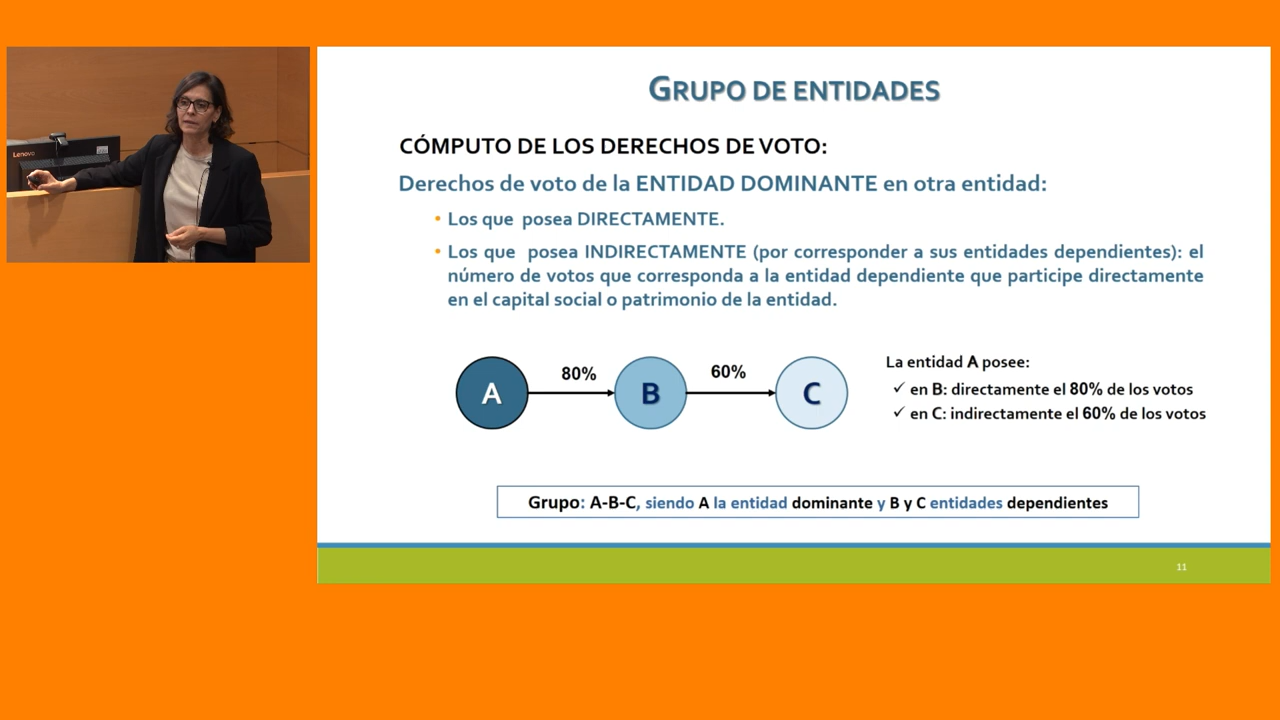 GRUPO DE ENTIDADES
CÓMPUTO DE LOS DERECHOS DE VOTO:
Derechos de voto de la ENTIDAD DOMINANTE en otra entidad:
• Los que posea DIRECTAMENTE.
• Los que posea INDIRECTAMENTE (por corresponder a sus entidades dependientes): el
número de votos que corresponda a la entidad dependiente que participe directamente
en el capital social o patrimonio de la entidad.
A
80%
B
60%
C
La entidad A posee:
✓ en B: directamente el 80% de los votos
✓ en C: indirectamente el 60% de los votos
Grupo: A-B-C, siendo A la entidad dominante y B y C entidades dependientes
11
Lenovo